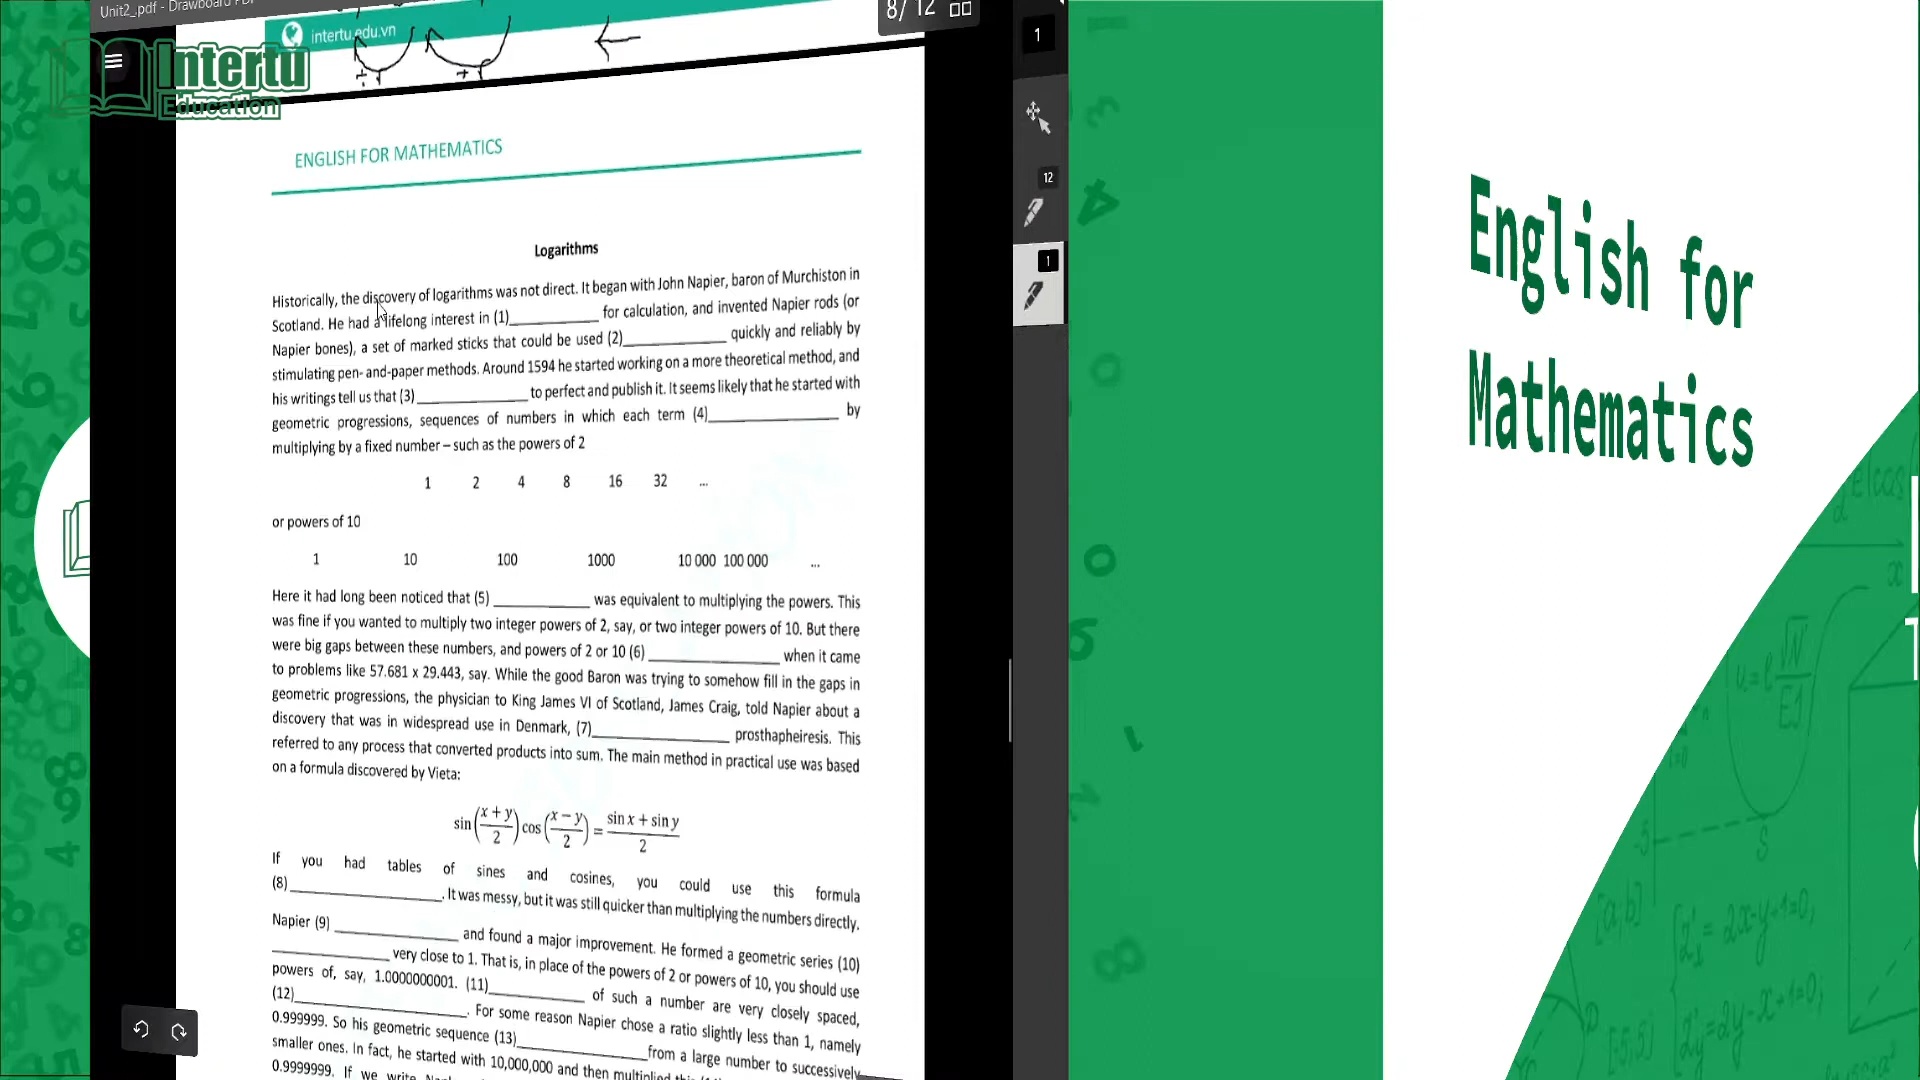 Unit2_.pdf - Drawboard PDF
8/ 12
intertu.edu.vn
Intertu
Education
ENGLISH FOR MATHEMATICS
Logarithms
Historically, the discovery of logarithms was not direct. It began with John Napier, baron of Murchiston in
Scotland. He had a lifelong interest in (1)____________ for calculation, and invented Napier rods (or
Napier bones), a set of marked sticks that could be used (2)______________ quickly and reliably by
stimulating pen- and-paper methods. Around 1594 he started working on a more theoretical method, and
his writings tell us that (3) _______________ to perfect and publish it. It seems likely that he started with
geometric progressions, sequences of numbers in which each term (4)_________________ by
multiplying by a fixed number – such as the powers of 2
1 2 4 8 16 32 ...
or powers of 10
1 10 100 1000 10 000 100 000 ...
Here it had long been noticed that (5) _____________ was equivalent to multiplying the powers. This
was fine if you wanted to multiply two integer powers of 2, say, or two integer powers of 10. But there
were big gaps between these numbers, and powers of 2 or 10 (6) _________________ when it came
to problems like 57.681 x 29.443, say. While the good Baron was trying to somehow fill in the gaps in
geometric progressions, the physician to King James VI of Scotland, James Craig, told Napier about a
discovery that was in widespread use in Denmark, (7)__________________ prosthapheiresis. This
referred to any process that converted products into sum. The main method in practical use was based
on a formula discovered by Vieta:
sin((x + y)/2) cos((x − y)/2) = (sin x + sin y)/2
If you had tables of sines and cosines, you could use this formula
(8)____________________. It was messy, but it was still quicker than multiplying the numbers directly.
Napier (9) ________________ and found a major improvement. He formed a geometric series (10)
________________ very close to 1. That is, in place of the powers of 2 or powers of 10, you should use
powers of, say, 1.0000000001. (11)____________ of such a number are very closely spaced,
(12)______________________. For some reason Napier chose a ratio slightly less than 1, namely
0.999999. So his geometric sequence (13)_________________from a large number to successively
smaller ones. In fact, he started with 10,000,000 and then multiplied this
0.9999999. If we write
1
12
1
English for
Mathematics